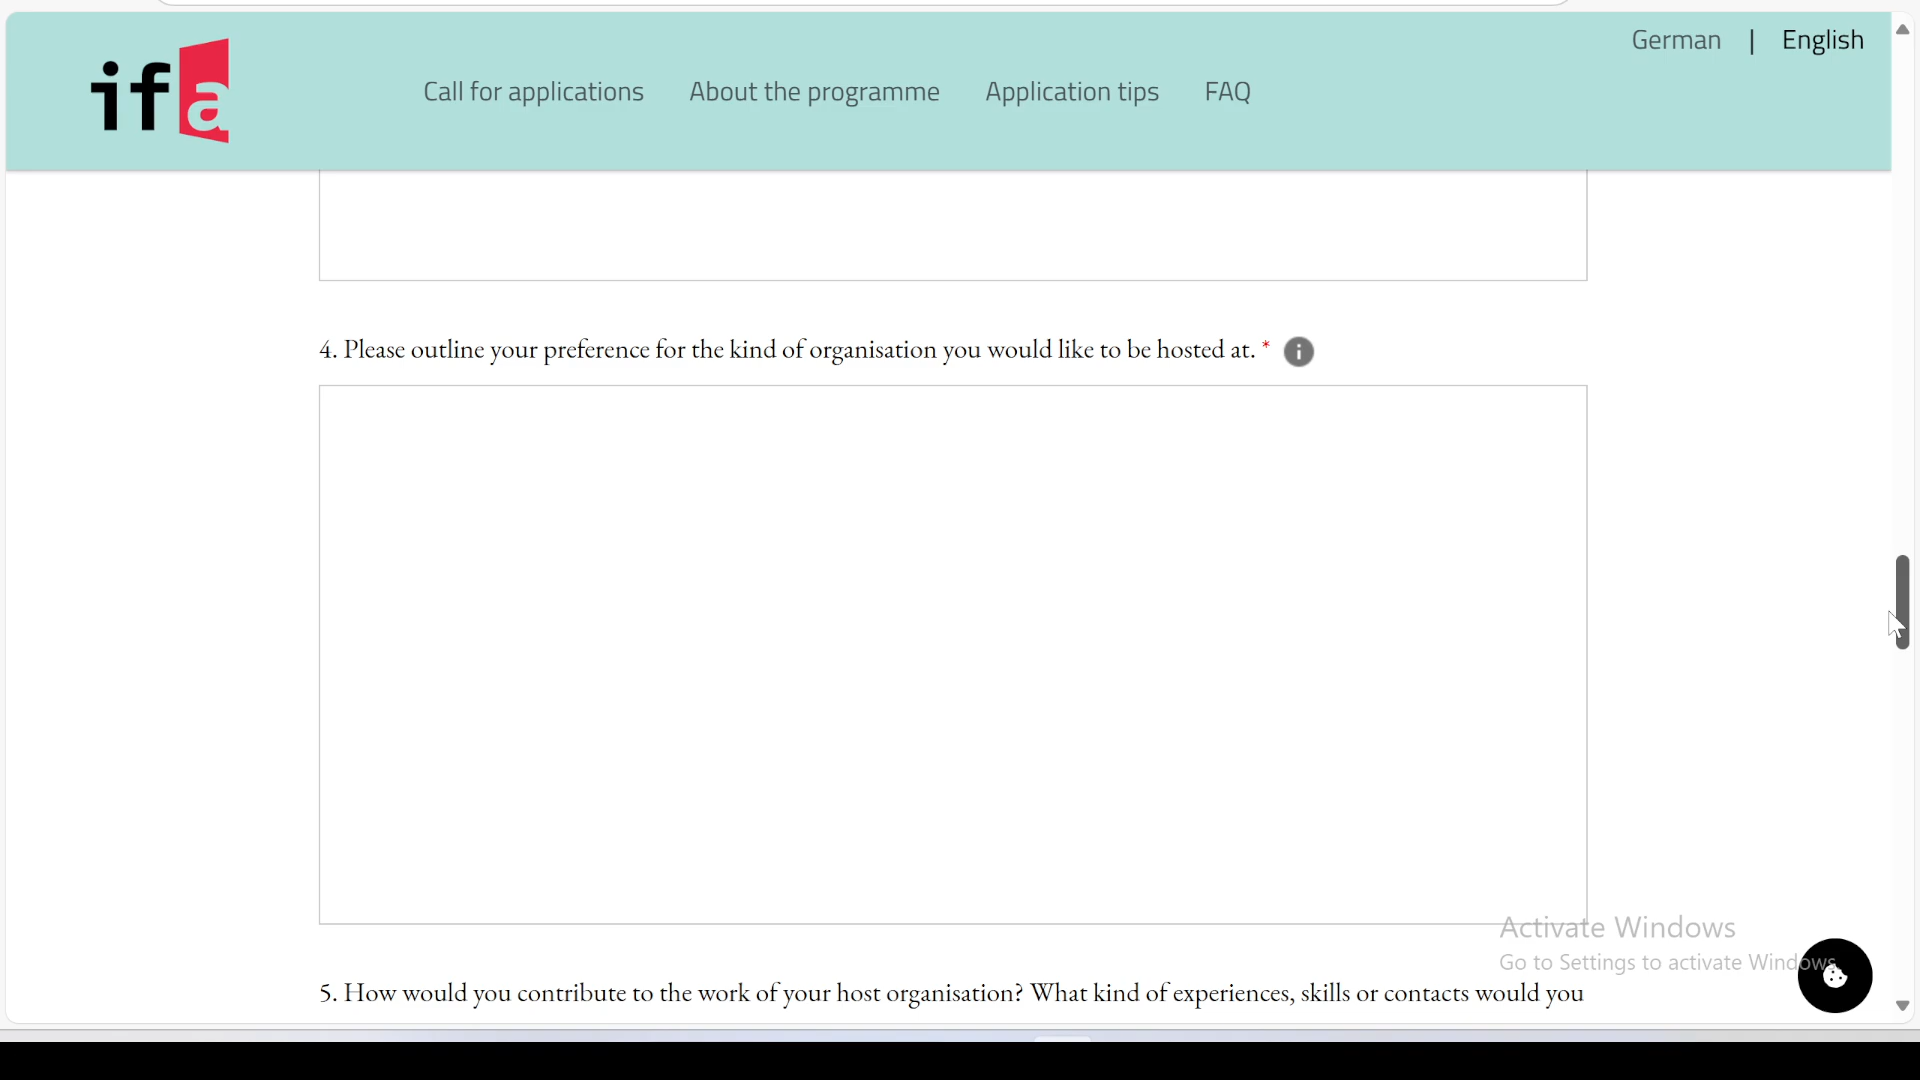 German | English
ifa
Call for applications About the programme Application tips FAQ
4. Please outline your preference for the kind of organisation you would like to be hosted at. * i
5. How would you contribute to the work of your host organisation? What kind of experiences, skills or contacts would you
Activate Windows
Go to Settings to activate Windows.